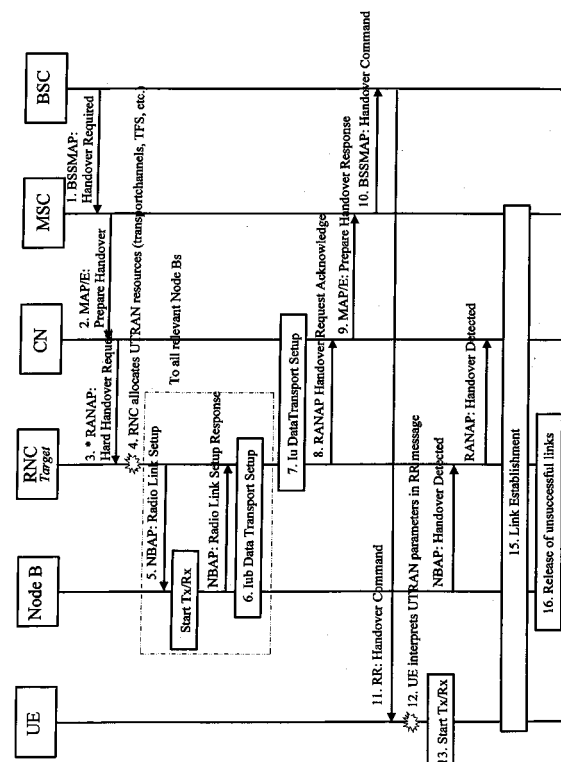 UE
Node B
RNC
Target
CN
MSC
BSC
1. BSSMAP:
Handover Required
2. MAP/E:
Prepare Handover
3. * RANAP:
Hard Handover Reque
4. RNC allocates UTRAN resources (transportchannels, TFS, etc.)
To all relevant Node Bs
5. NBAP: Radio Link Setup
Start Tx/Rx
NBAP: Radio Link Setup Response
6. Iub Data Transport Setup
7. Iu DataTransport Setup
8. RANAP Handover Request Acknowledge
9. MAP/E: Prepare Handover Response
10. BSSMAP: Handover Command
11. RR: Handover Command
12. UE interprets UTRAN parameters in RR message
13. Start Tx/Rx
NBAP: Handover Detected
RANAP: Handover Detected
15. Link Establishment
16. Release of unsuccessful links